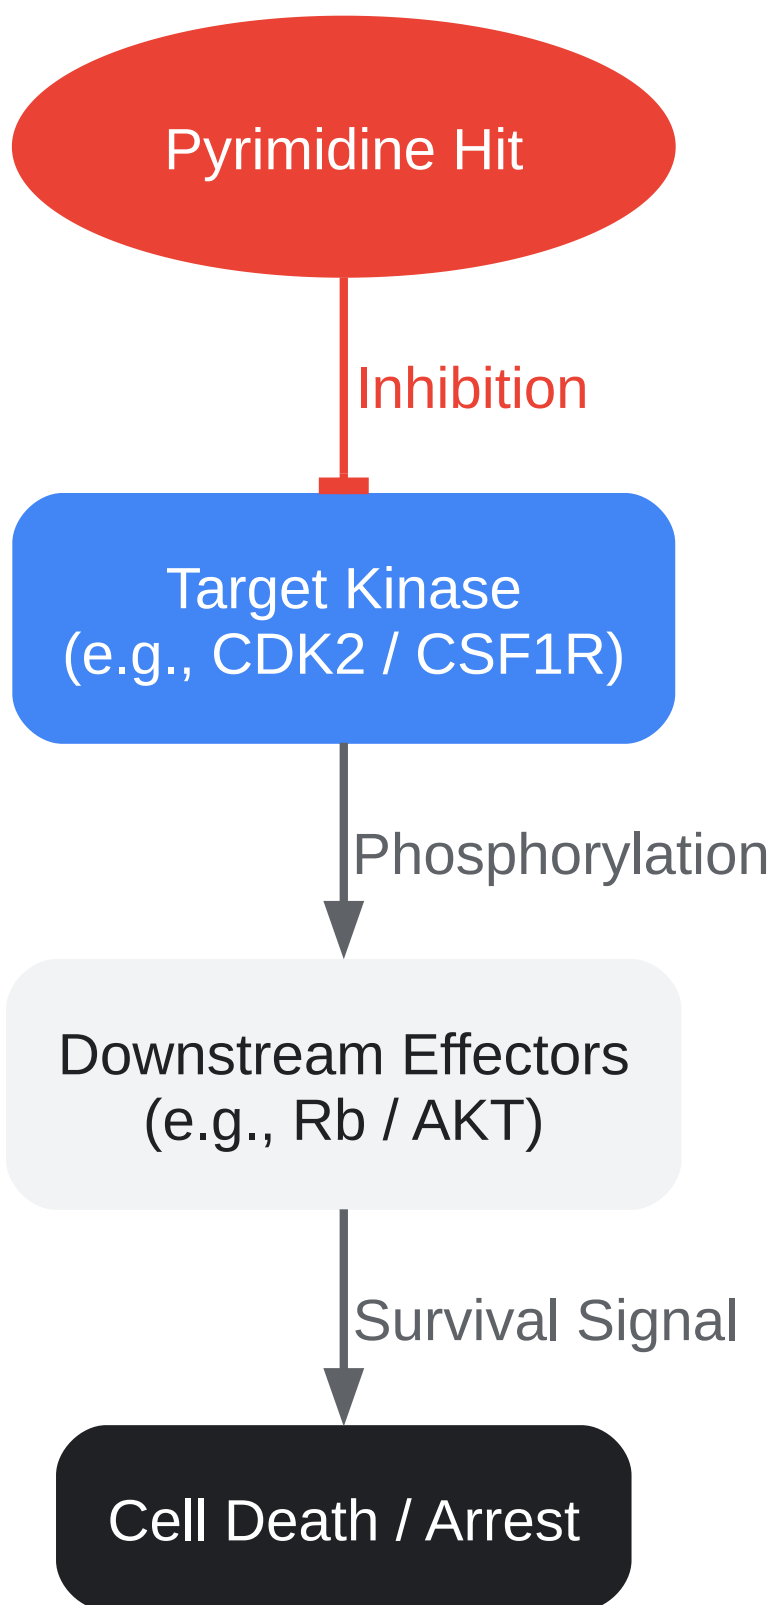 Pyrimidine Hit
Inhibition
Target Kinase
(e.g., CDK2 / CSF1R)
Phosphorylation
Downstream Effectors
(e.g., Rb / AKT)
Survival Signal
Cell Death / Arrest